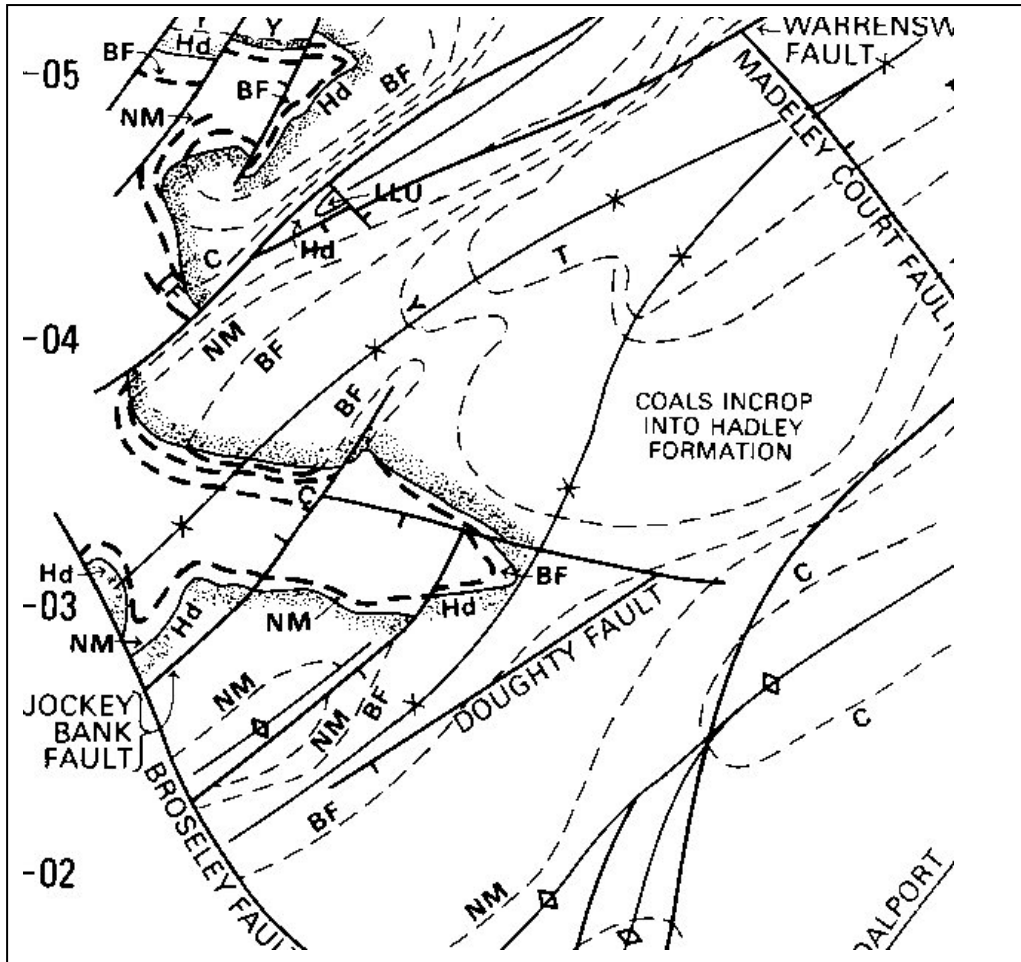 Y
Y
WARRENSW
FAULT
Hd
BF
-05
BF
BF
Hd
NM
MADELEY COURT FAULT
LLU
Hd
C
T
TF
Y
-04
NM
BF
BF
COALS INCROP
INTO HADLEY
FORMATION
C
Hd
BF
C
-03
Hd
Hd
NM
NM
DOUGHTY FAULT
JOCKEY
BANK
FAULT
NM
NM
BF
C
BROSELEY FAUL
BF
-02
NM
OALPORT